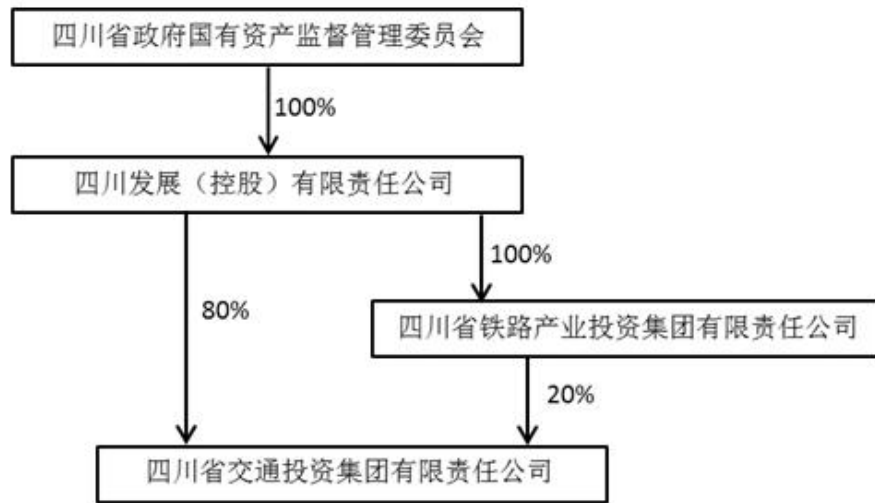 四川省政府国有资产监督管理委员会
100%
四川发展（控股）有限责任公司
100%
80%
四川省铁路产业投资集团有限责任公司
20%
四川省交通投资集团有限责任公司